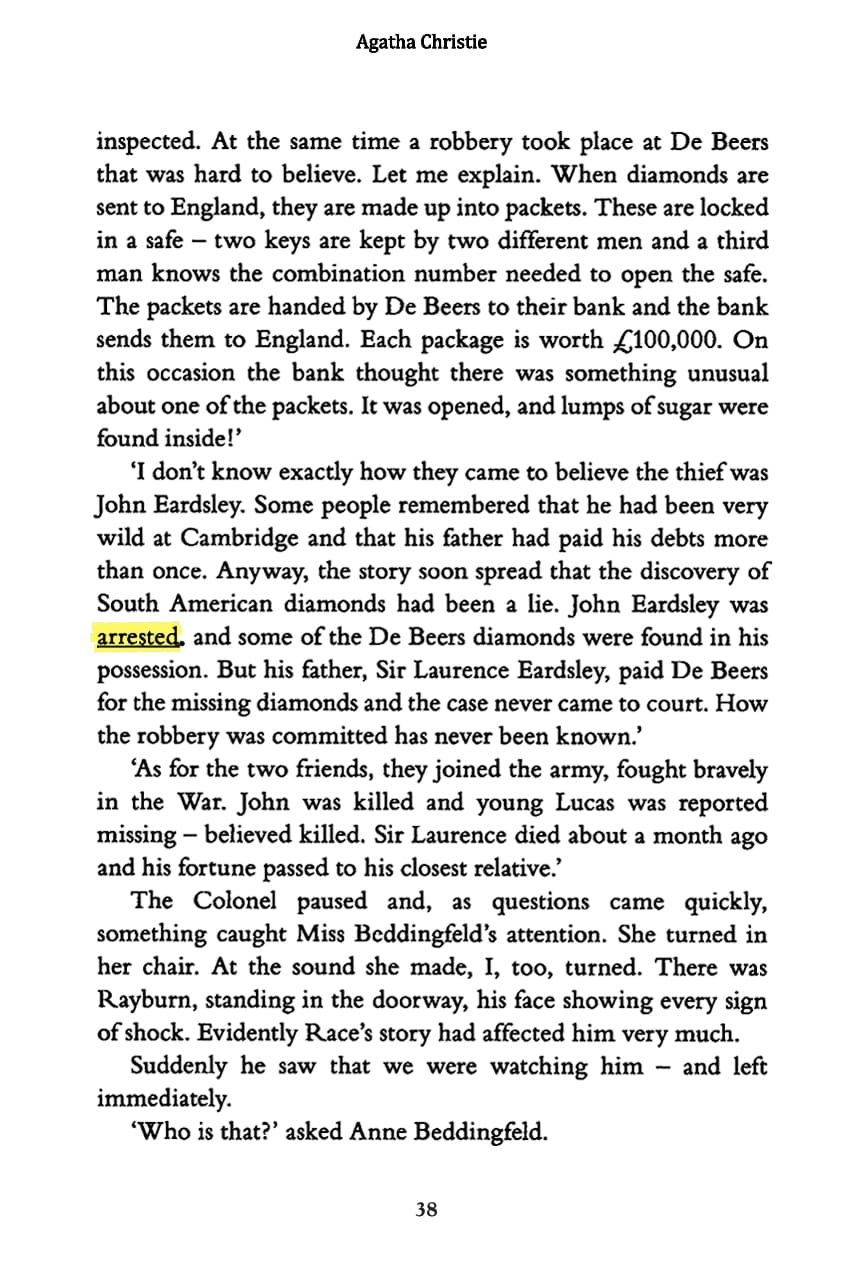 Agatha Christie
inspected. At the same time a robbery took place at De Beers
that was hard to believe. Let me explain. When diamonds are
sent to England, they are made up into packets. These are locked
in a safe – two keys are kept by two different men and a third
man knows the combination number needed to open the safe.
The packets are handed by De Beers to their bank and the bank
sends them to England. Each package is worth £100,000. On
this occasion the bank thought there was something unusual
about one of the packets. It was opened, and lumps of sugar were
found inside!’
‘I don’t know exactly how they came to believe the thief was
John Eardsley. Some people remembered that he had been very
wild at Cambridge and that his father had paid his debts more
than once. Anyway, the story soon spread that the discovery of
South American diamonds had been a lie. John Eardsley was
arrested, and some of the De Beers diamonds were found in his
possession. But his father, Sir Laurence Eardsley, paid De Beers
for the missing diamonds and the case never came to court. How
the robbery was committed has never been known.’
‘As for the two friends, they joined the army, fought bravely
in the War. John was killed and young Lucas was reported
missing – believed killed. Sir Laurence died about a month ago
and his fortune passed to his closest relative.’
The Colonel paused and, as questions came quickly,
something caught Miss Beddingfeld’s attention. She turned in
her chair. At the sound she made, I, too, turned. There was
Rayburn, standing in the doorway, his face showing every sign
of shock. Evidently Race’s story had affected him very much.
Suddenly he saw that we were watching him – and left
immediately.
‘Who is that?’ asked Anne Beddingfeld.
38